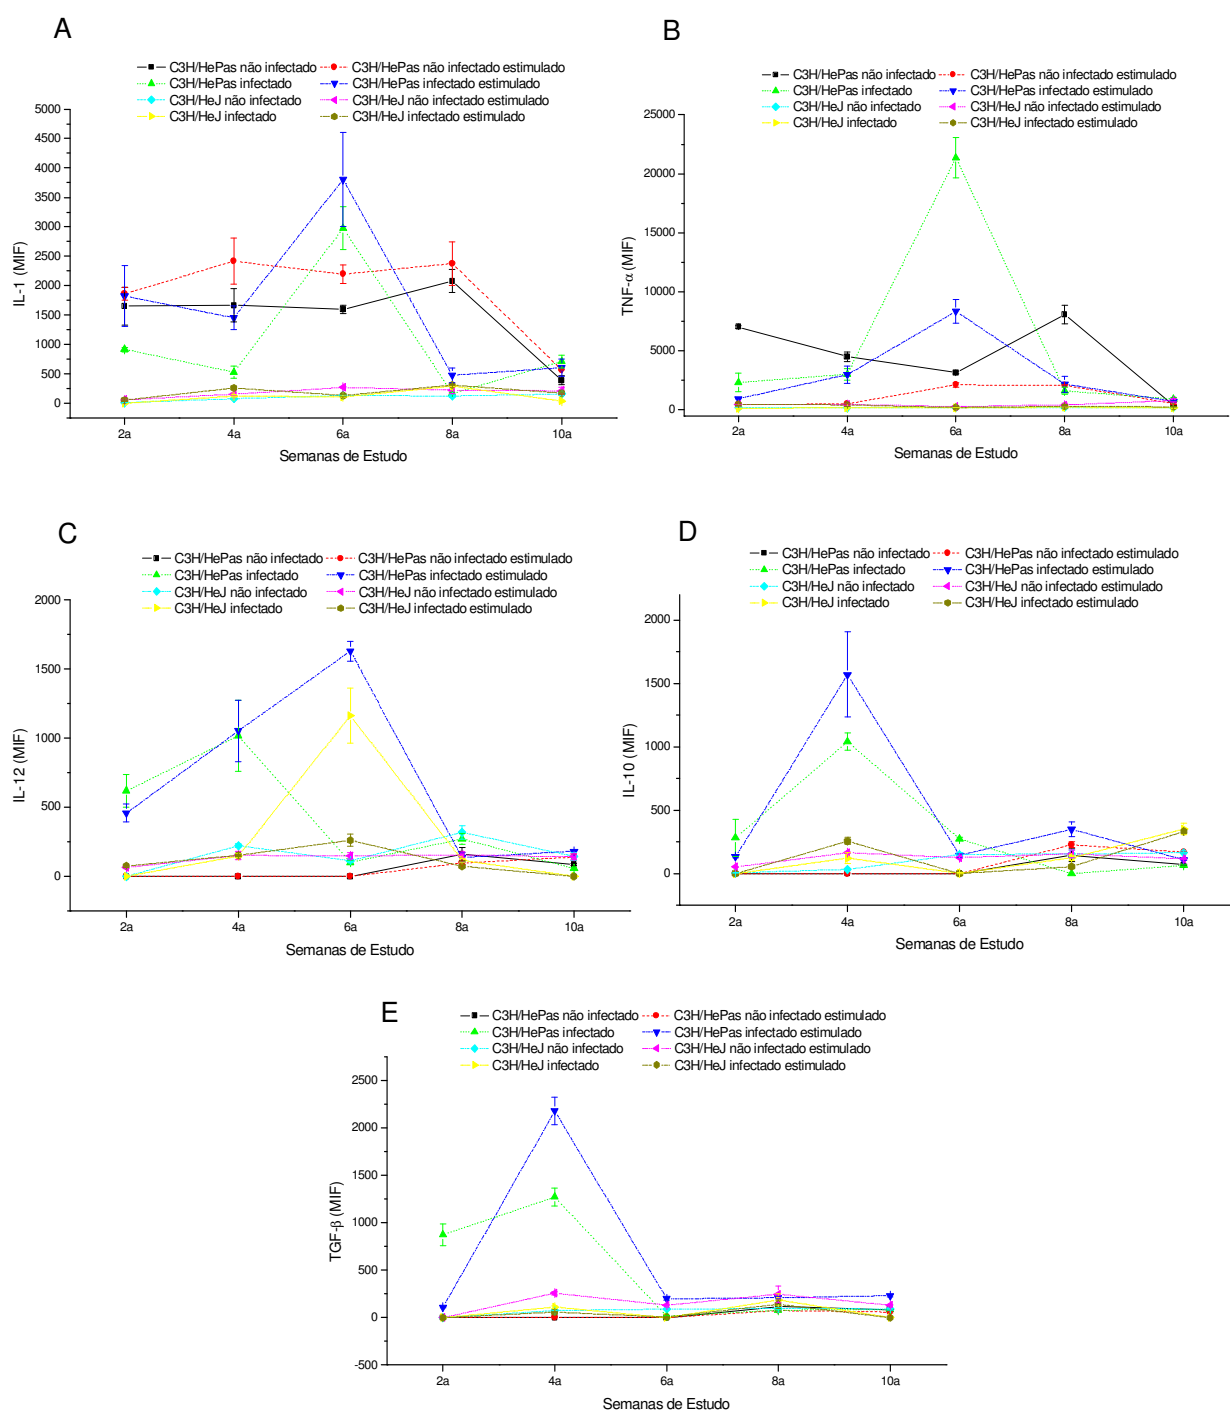 A
C3H/HePas não infectado C3H/HePas não infectado estimulado
C3H/HePas infectado C3H/HePas infectado estimulado
C3H/HeJ não infectado C3H/HeJ não infectado estimulado
C3H/HeJ infectado C3H/HeJ infectado estimulado
5000
4500
4000
3500
3000
2500
2000
1500
1000
500
0
IL-1 (MIF)
2a 4a 6a 8a 10a
Semanas de Estudo
B
C3H/HePas não infectado C3H/HePas não infectado estimulado
C3H/HePas infectado C3H/HePas infectado estimulado
C3H/HeJ não infectado C3H/HeJ não infectado estimulado
C3H/HeJ infectado C3H/HeJ infectado estimulado
25000
20000
15000
10000
5000
0
TNF-α (MIF)
2a 4a 6a 8a 10a
Semanas de Estudo
C
C3H/HePas não infectado C3H/HePas não infectado estimulado
C3H/HePas infectado C3H/HePas infectado estimulado
C3H/HeJ não infectado C3H/HeJ não infectado estimulado
C3H/HeJ infectado C3H/HeJ infectado estimulado
2000
1500
1000
500
0
IL-12 (MIF)
2a 4a 6a 8a 10a
Semanas de Estudo
D
C3H/HePas não infectado C3H/HePas não infectado estimulado
C3H/HePas infectado C3H/HePas infectado estimulado
C3H/HeJ não infectado C3H/HeJ não infectado estimulado
C3H/HeJ infectado C3H/HeJ infectado estimulado
2000
1500
1000
500
0
IL-10 (MIF)
2a 4a 6a 8a 10a
Semanas de Estudo
E
C3H/HePas não infectado C3H/HePas não infectado estimulado
C3H/HePas infectado C3H/HePas infectado estimulado
C3H/HeJ não infectado C3H/HeJ não infectado estimulado
C3H/HeJ infectado C3H/HeJ infectado estimulado
2500
2000
1500
1000
500
0
-500
TGF-β (MIF)
2a 4a 6a 8a 10a
Semanas de Estudo